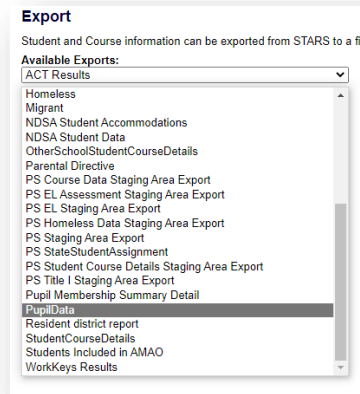 Export
Student and Course information can be exported from STARS to a fi
Available Exports:
ACT Results
Homeless
Migrant
NDSA Student Accommodations
NDSA Student Data
OtherSchoolStudentCourseDetails
Parental Directive
PS Course Data Staging Area Export
PS EL Assessment Staging Area Export
PS EL Staging Area Export
PS Homeless Data Staging Area Export
PS Staging Area Export
PS StateStudentAssignment
PS Student Course Details Staging Area Export
PS Title I Staging Area Export
Pupil Membership Summary Detail
PupilData
Resident district report
StudentCourseDetails
Students Included in AMAO
WorkKeys Results